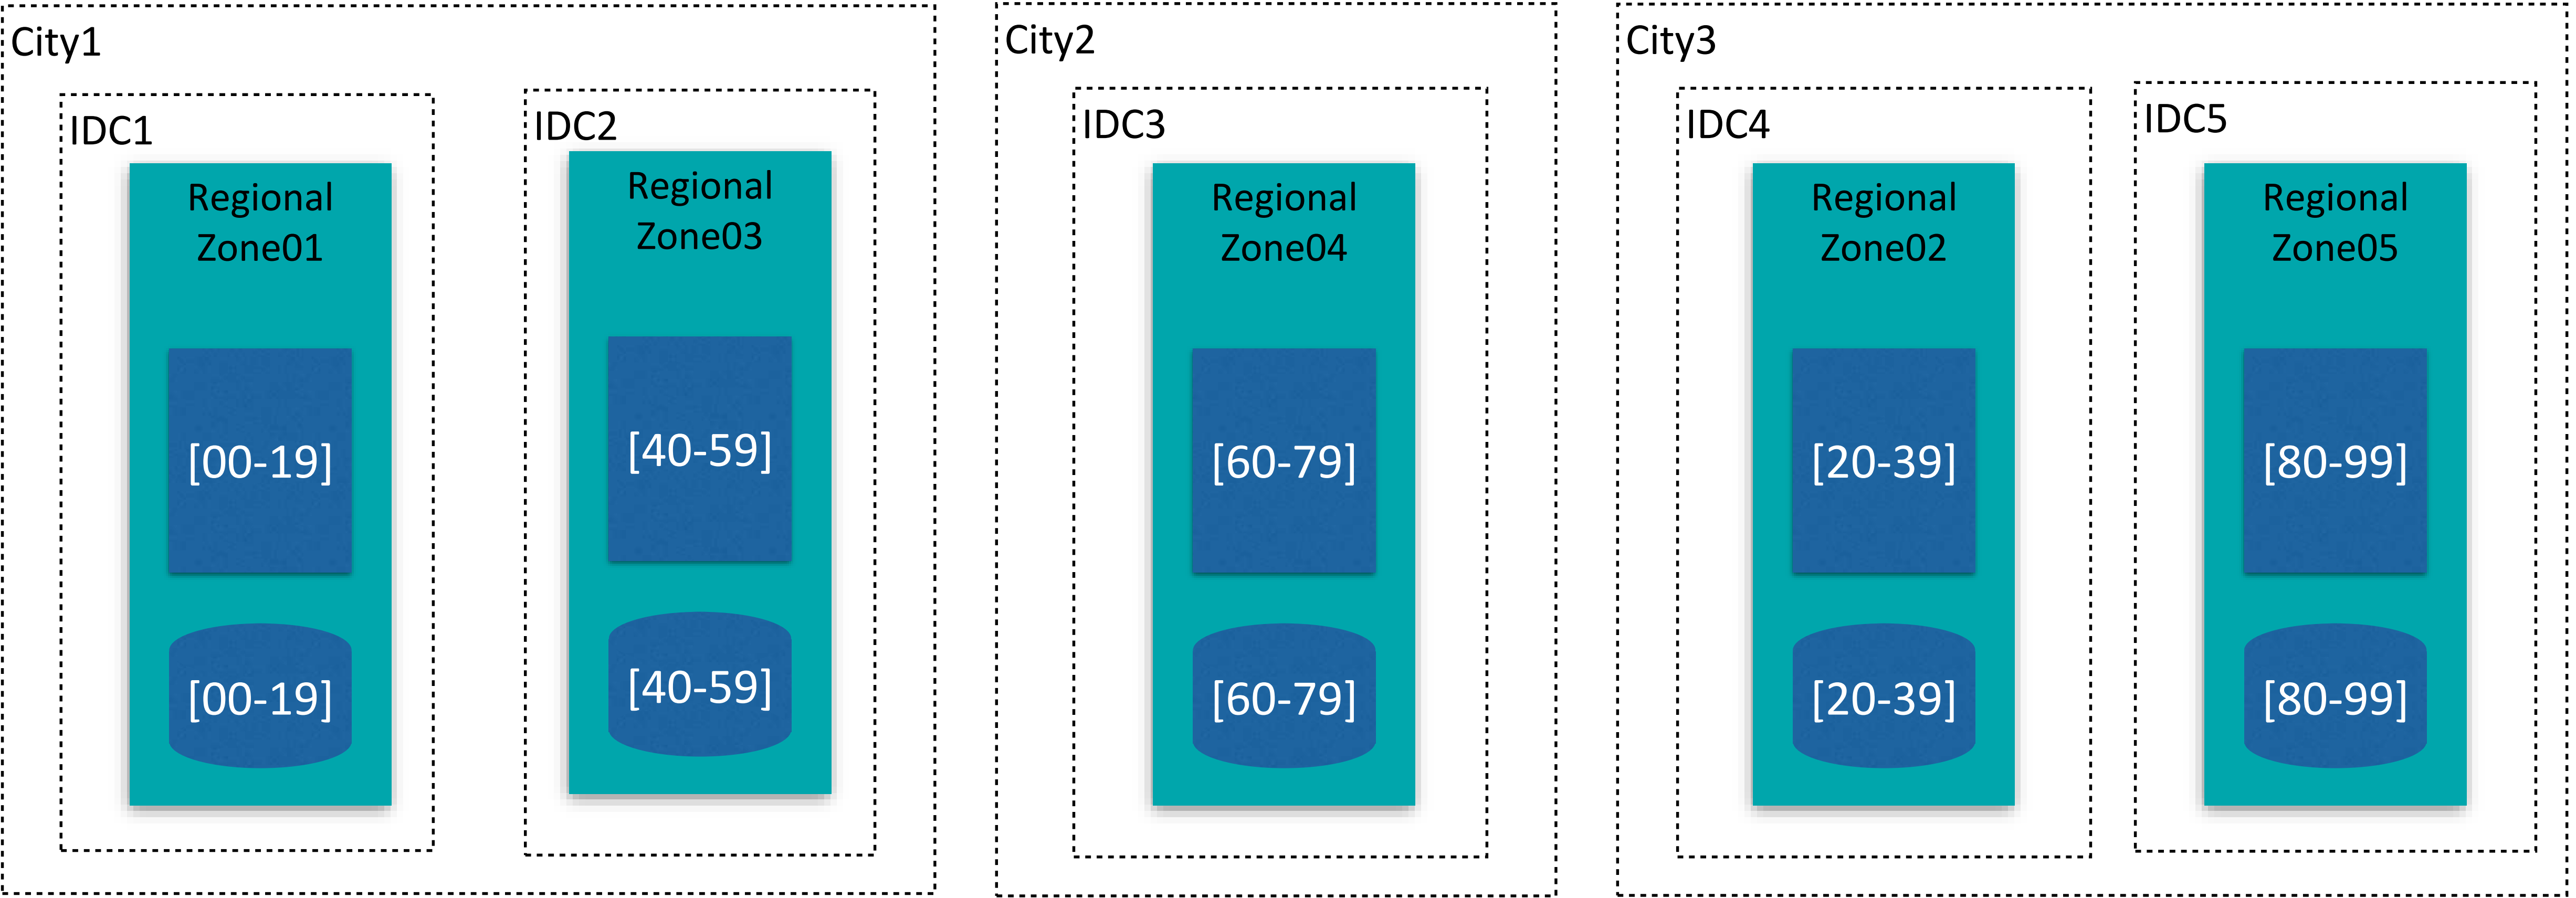 City1
IDC1
Regional
Zone01
[00-19]
[00-19]
IDC2
Regional
Zone03
[40-59]
[40-59]
City2
IDC3
Regional
Zone04
[60-79]
[60-79]
City3
IDC4
Regional
Zone02
[20-39]
[20-39]
IDC5
Regional
Zone05
[80-99]
[80-99]